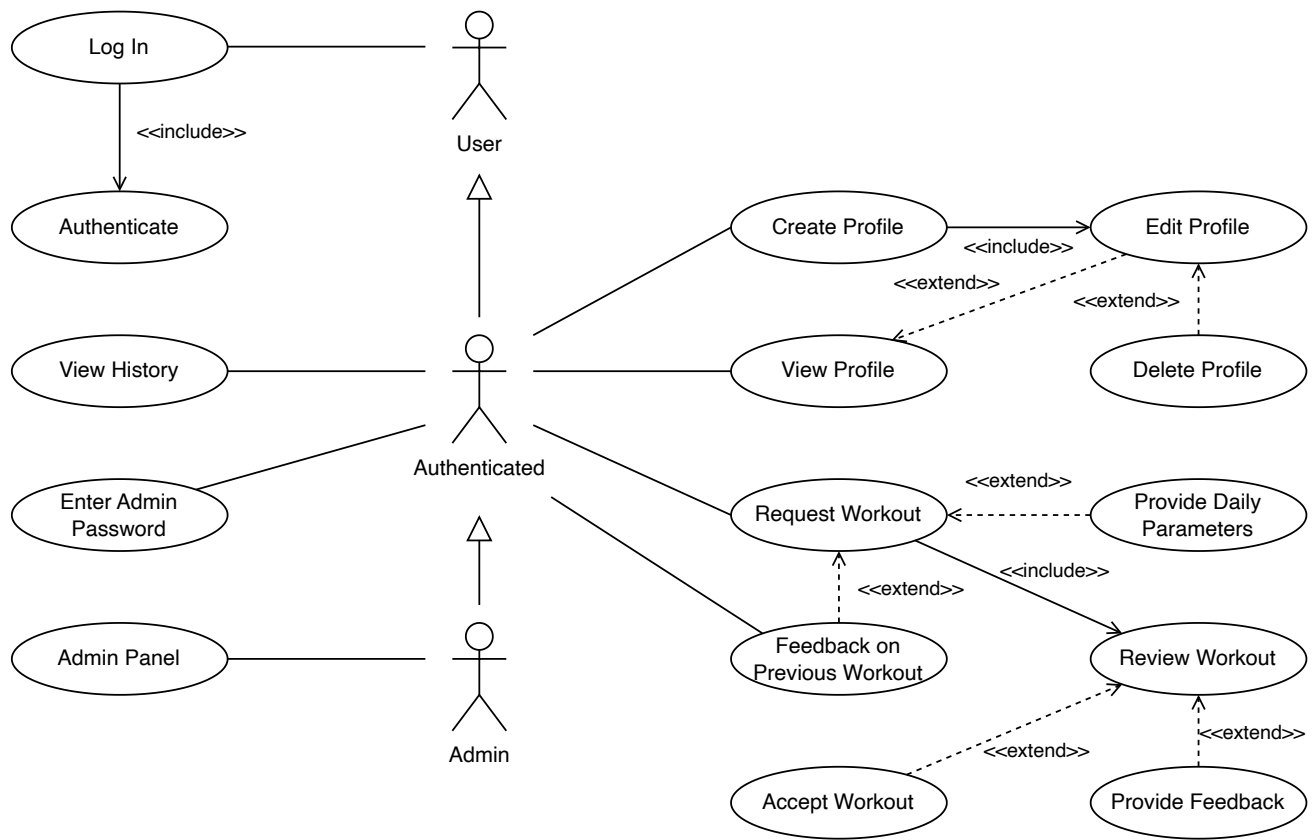 Log In
<<include>>
User
Authenticate
Create Profile
<<include>>
Edit Profile
<<extend>>
<<extend>>
View History
View Profile
Delete Profile
Authenticated
Enter Admin
Password
Request Workout
<<extend>>
Provide Daily
Parameters
<<include>>
<<extend>>
Admin Panel
Admin
Feedback on
Previous Workout
Review Workout
<<extend>>
<<extend>>
Accept Workout
Provide Feedback